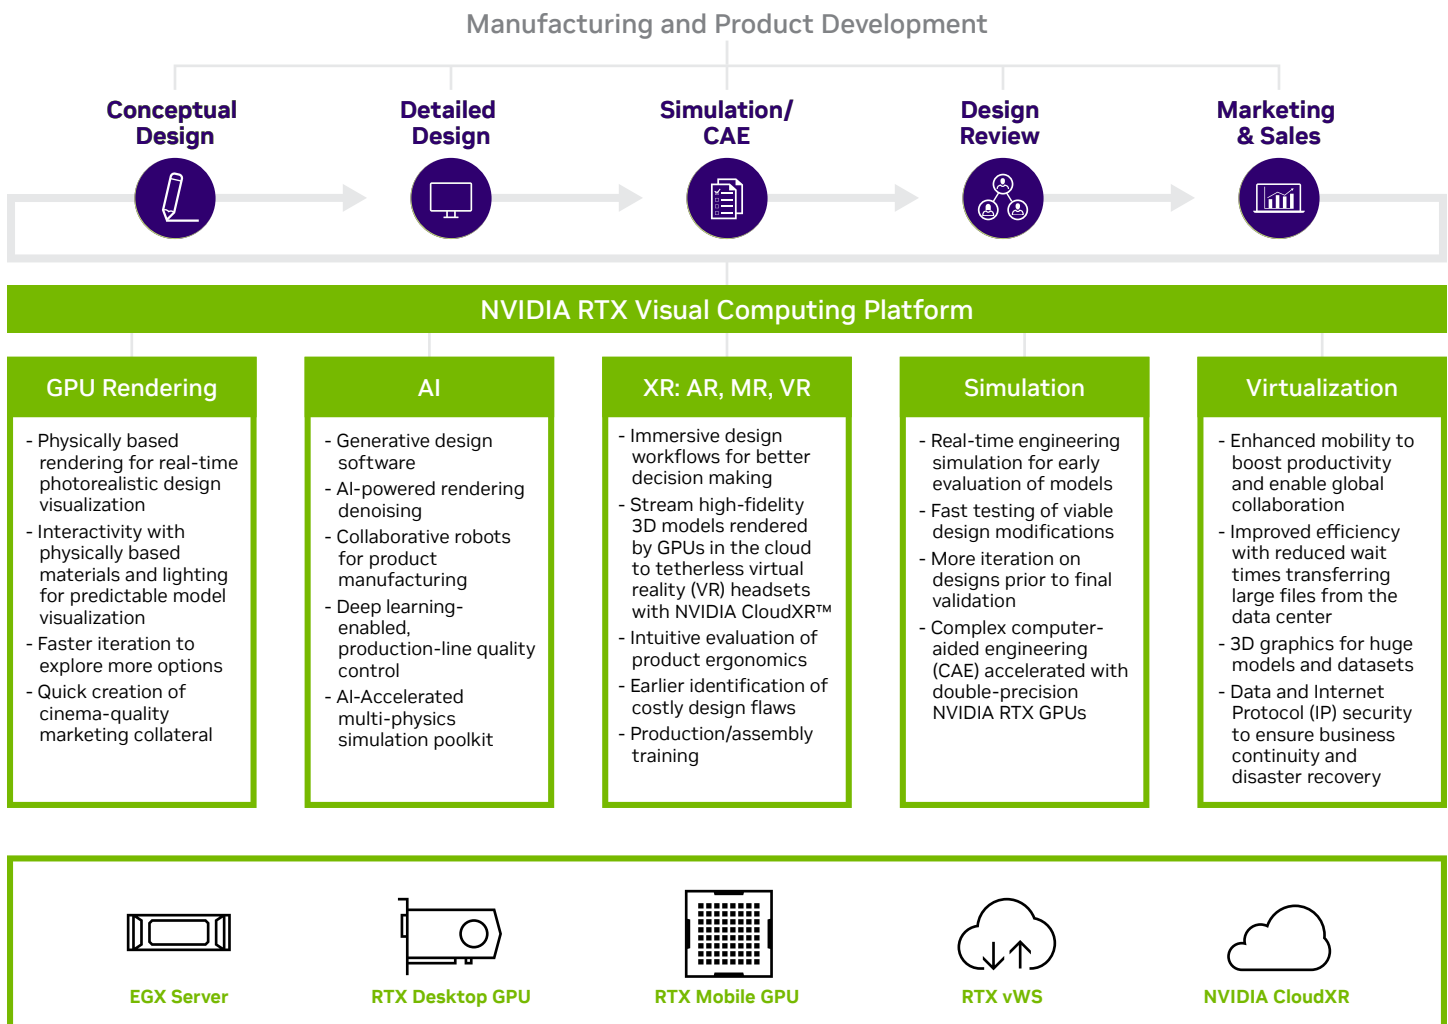 Manufacturing and Product Development
Conceptual
Design
Detailed
Design
Simulation/
CAE
Design
Review
Marketing
& Sales
NVIDIA RTX Visual Computing Platform
GPU Rendering
- Physically based
rendering for real-time
photorealistic design
visualization
- Interactivity with
physically based
materials and lighting
for predictable model
visualization
- Faster iteration to
explore more options
- Quick creation of
cinema-quality
marketing collateral
AI
- Generative design
software
- AI-powered rendering
denoising
- Collaborative robots
for product
manufacturing
- Deep learning-
enabled,
production-line quality
control
- AI-Accelerated
multi-physics
simulation poolkit
XR: AR, MR, VR
- Immersive design
workflows for better
decision making
- Stream high-fidelity
3D models rendered
by GPUs in the cloud
to tetherless virtual
reality (VR) headsets
with NVIDIA CloudXR™
- Intuitive evaluation of
product ergonomics
- Earlier identification of
costly design flaws
- Production/assembly
training
Simulation
- Real-time engineering
simulation for early
evaluation of models
- Fast testing of viable
design modifications
- More iteration on
designs prior to final
validation
- Complex computer-
aided engineering
(CAE) accelerated with
double-precision
NVIDIA RTX GPUs
Virtualization
- Enhanced mobility to
boost productivity
and enable global
collaboration
- Improved efficiency
with reduced wait
times transferring
large files from the
data center
- 3D graphics for huge
models and datasets
- Data and Internet
Protocol (IP) security
to ensure business
continuity and
disaster recovery
EGX Server
RTX Desktop GPU
RTX Mobile GPU
RTX vWS
NVIDIA CloudXR